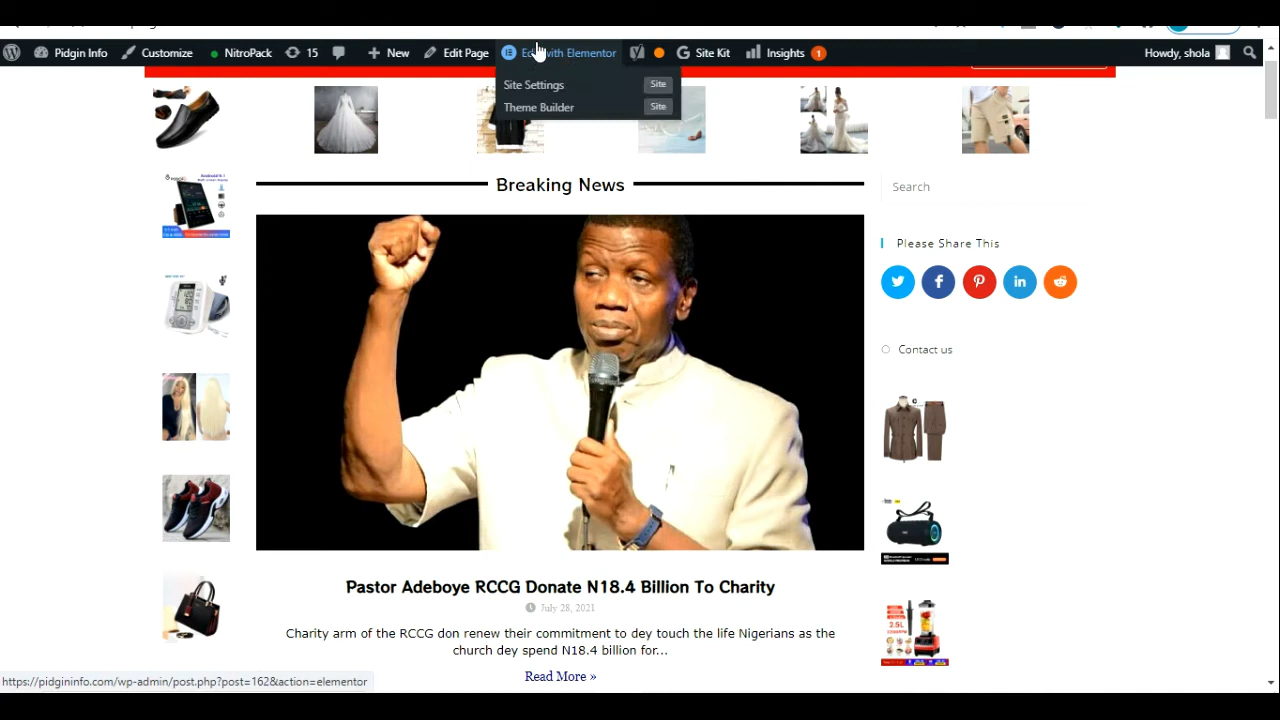 Pidgin Info Customize NitroPack 15 New Edit Page Edit with Elementor Site Kit Insights 1 Howdy, shola
Site Settings Site
Theme Builder Site
Breaking News
Search
Please Share This
Contact us
Pastor Adeboye RCCG Donate N18.4 Billion To Charity
July 28, 2021
Charity arm of the RCCG don renew their commitment to dey touch the life Nigerians as the
church dey spend N18.4 billion for...
Read More »
https://pidgininfo.com/wp-admin/post.php?post=162&action=elementor